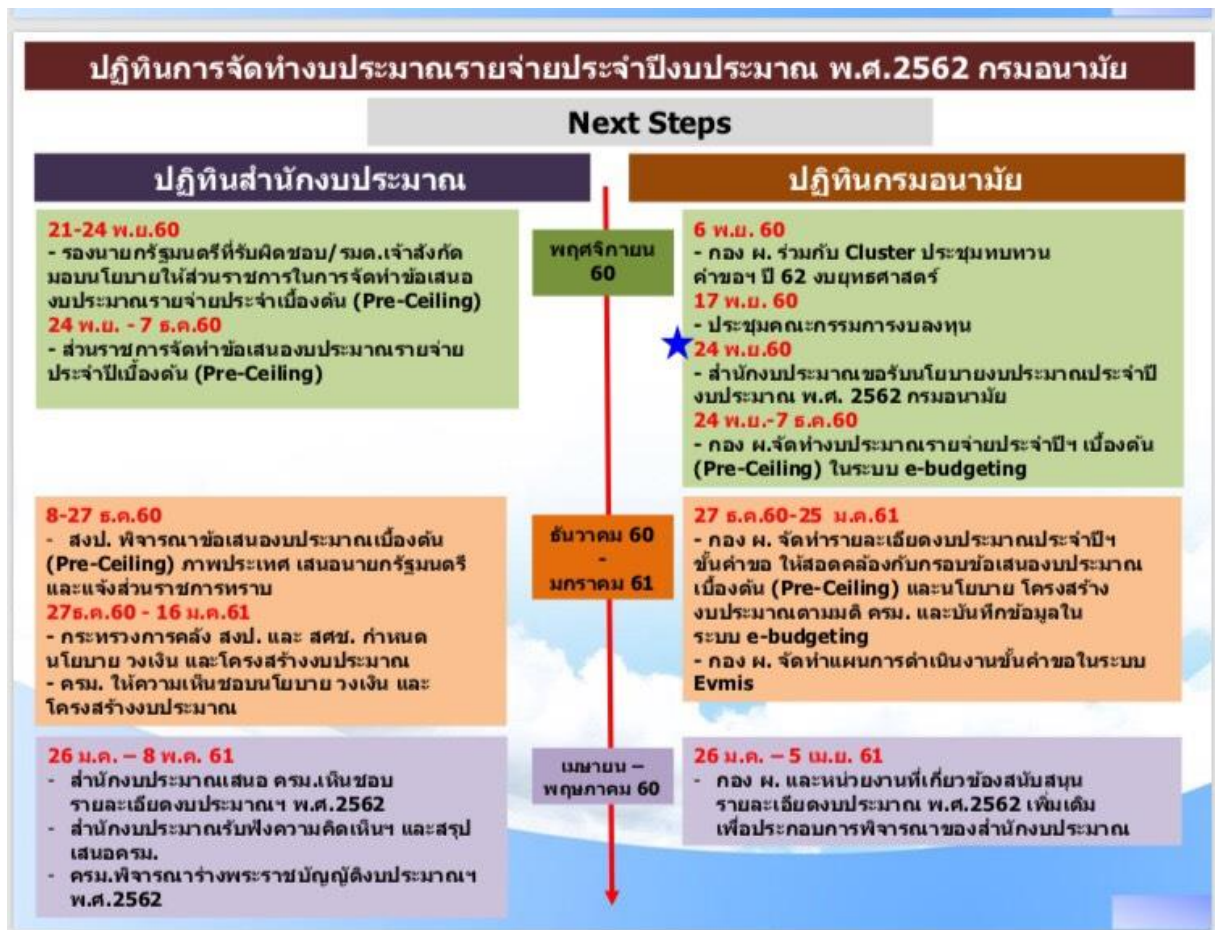 ปฏิทินการจัดทำงบประมาณรายจ่ายประจำปีงบประมาณ พ.ศ.2562 กรมอนามัย
Next Steps
ปฏิทินสำนักงบประมาณ
ปฏิทินกรมอนามัย
21-24 พ.ย.60
- รองนายกรัฐมนตรีที่รับผิดชอบ/รมต.เจ้าสังกัด
มอบนโยบายให้ส่วนราชการในการจัดทำข้อเสนอ
งบประมาณรายจ่ายประจำเบื้องต้น (Pre-Ceiling)
24 พ.ย. - 7 ธ.ค.60
- ส่วนราชการจัดทำข้อเสนองบประมาณรายจ่าย
ประจำปีเบื้องต้น (Pre-Ceiling)
พฤศจิกายน
60
6 พ.ย. 60
- กอง ผ. ร่วมกับ Cluster ประชุมทบทวน
คำขอฯ ปี 62 งบยุทธศาสตร์
17 พ.ย. 60
- ประชุมคณะกรรมการงบลงทุน
24 พ.ย.60
- สำนักงบประมาณขอรับนโยบายงบประมาณประจำปี
งบประมาณ พ.ศ. 2562 กรมอนามัย
24 พ.ย.-7 ธ.ค.60
- กอง ผ.จัดทำงบประมาณรายจ่ายประจำปีฯ เบื้องต้น
(Pre-Ceiling) ในระบบ e-budgeting
8-27 ธ.ค.60
- สงป. พิจารณาข้อเสนองบประมาณเบื้องต้น
(Pre-Ceiling) ภาพประเทศ เสนอนายกรัฐมนตรี
และแจ้งส่วนราชการทราบ
27ธ.ค.60 - 16 ม.ค.61
- กระทรวงการคลัง สงป. และ สศช. กำหนด
นโยบาย วงเงิน และโครงสร้างงบประมาณ
- ครม. ให้ความเห็นชอบนโยบาย วงเงิน และ
โครงสร้างงบประมาณ
ธันวาคม 60
-
มกราคม 61
27 ธ.ค.60-25 ม.ค.61
- กอง ผ. จัดทำรายละเอียดงบประมาณประจำปีฯ
ขั้นคำขอ ให้สอดคล้องกับกรอบข้อเสนองบประมาณ
เบื้องต้น (Pre-Ceiling) และนโยบาย โครงสร้าง
งบประมาณตามมติ ครม. และบันทึกข้อมูลใน
ระบบ e-budgeting
- กอง ผ. จัดทำแผนการดำเนินงานขั้นคำขอในระบบ
Evmis
26 ม.ค. – 8 พ.ค. 61
- สำนักงบประมาณเสนอ ครม.เห็นชอบ
รายละเอียดงบประมาณฯ พ.ศ.2562
- สำนักงบประมาณรับฟังความคิดเห็นฯ และสรุป
เสนอครม.
- ครม.พิจารณาร่างพระราชบัญญัติงบประมาณฯ
พ.ศ.2562
เมษายน –
พฤษภาคม 60
26 ม.ค. – 5 เม.ย. 61
- กอง ผ. และหน่วยงานที่เกี่ยวข้องสนับสนุน
รายละเอียดงบประมาณ พ.ศ.2562 เพิ่มเติม
เพื่อประกอบการพิจารณาของสำนักงบประมาณ